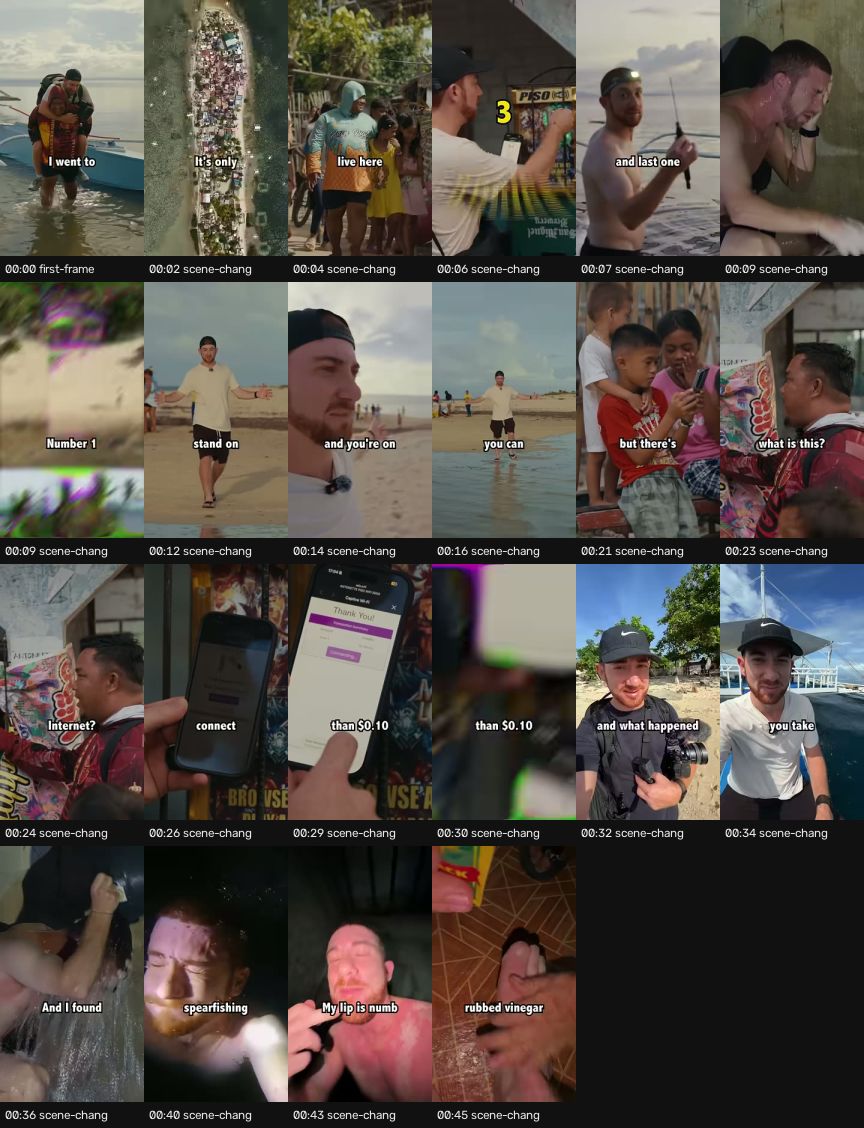 I went to
It's only
live here
3
PISO
San Miguel
Brewery
and last one
00:00 first-frame
00:02 scene-chang
00:04 scene-chang
00:06 scene-chang
00:07 scene-chang
00:09 scene-chang
Number 1
stand on
and you're on
you can
but there's
what is this?
00:09 scene-chang
00:12 scene-chang
00:14 scene-chang
00:16 scene-chang
00:21 scene-chang
00:23 scene-chang
Internet?
connect
Thank You!
than $0.10
than $0.10
and what happened
you take
00:24 scene-chang
00:26 scene-chang
00:29 scene-chang
00:30 scene-chang
00:32 scene-chang
00:34 scene-chang
And I found
spearfishing
My lip is numb
rubbed vinegar
00:36 scene-chang
00:40 scene-chang
00:43 scene-chang
00:45 scene-chang